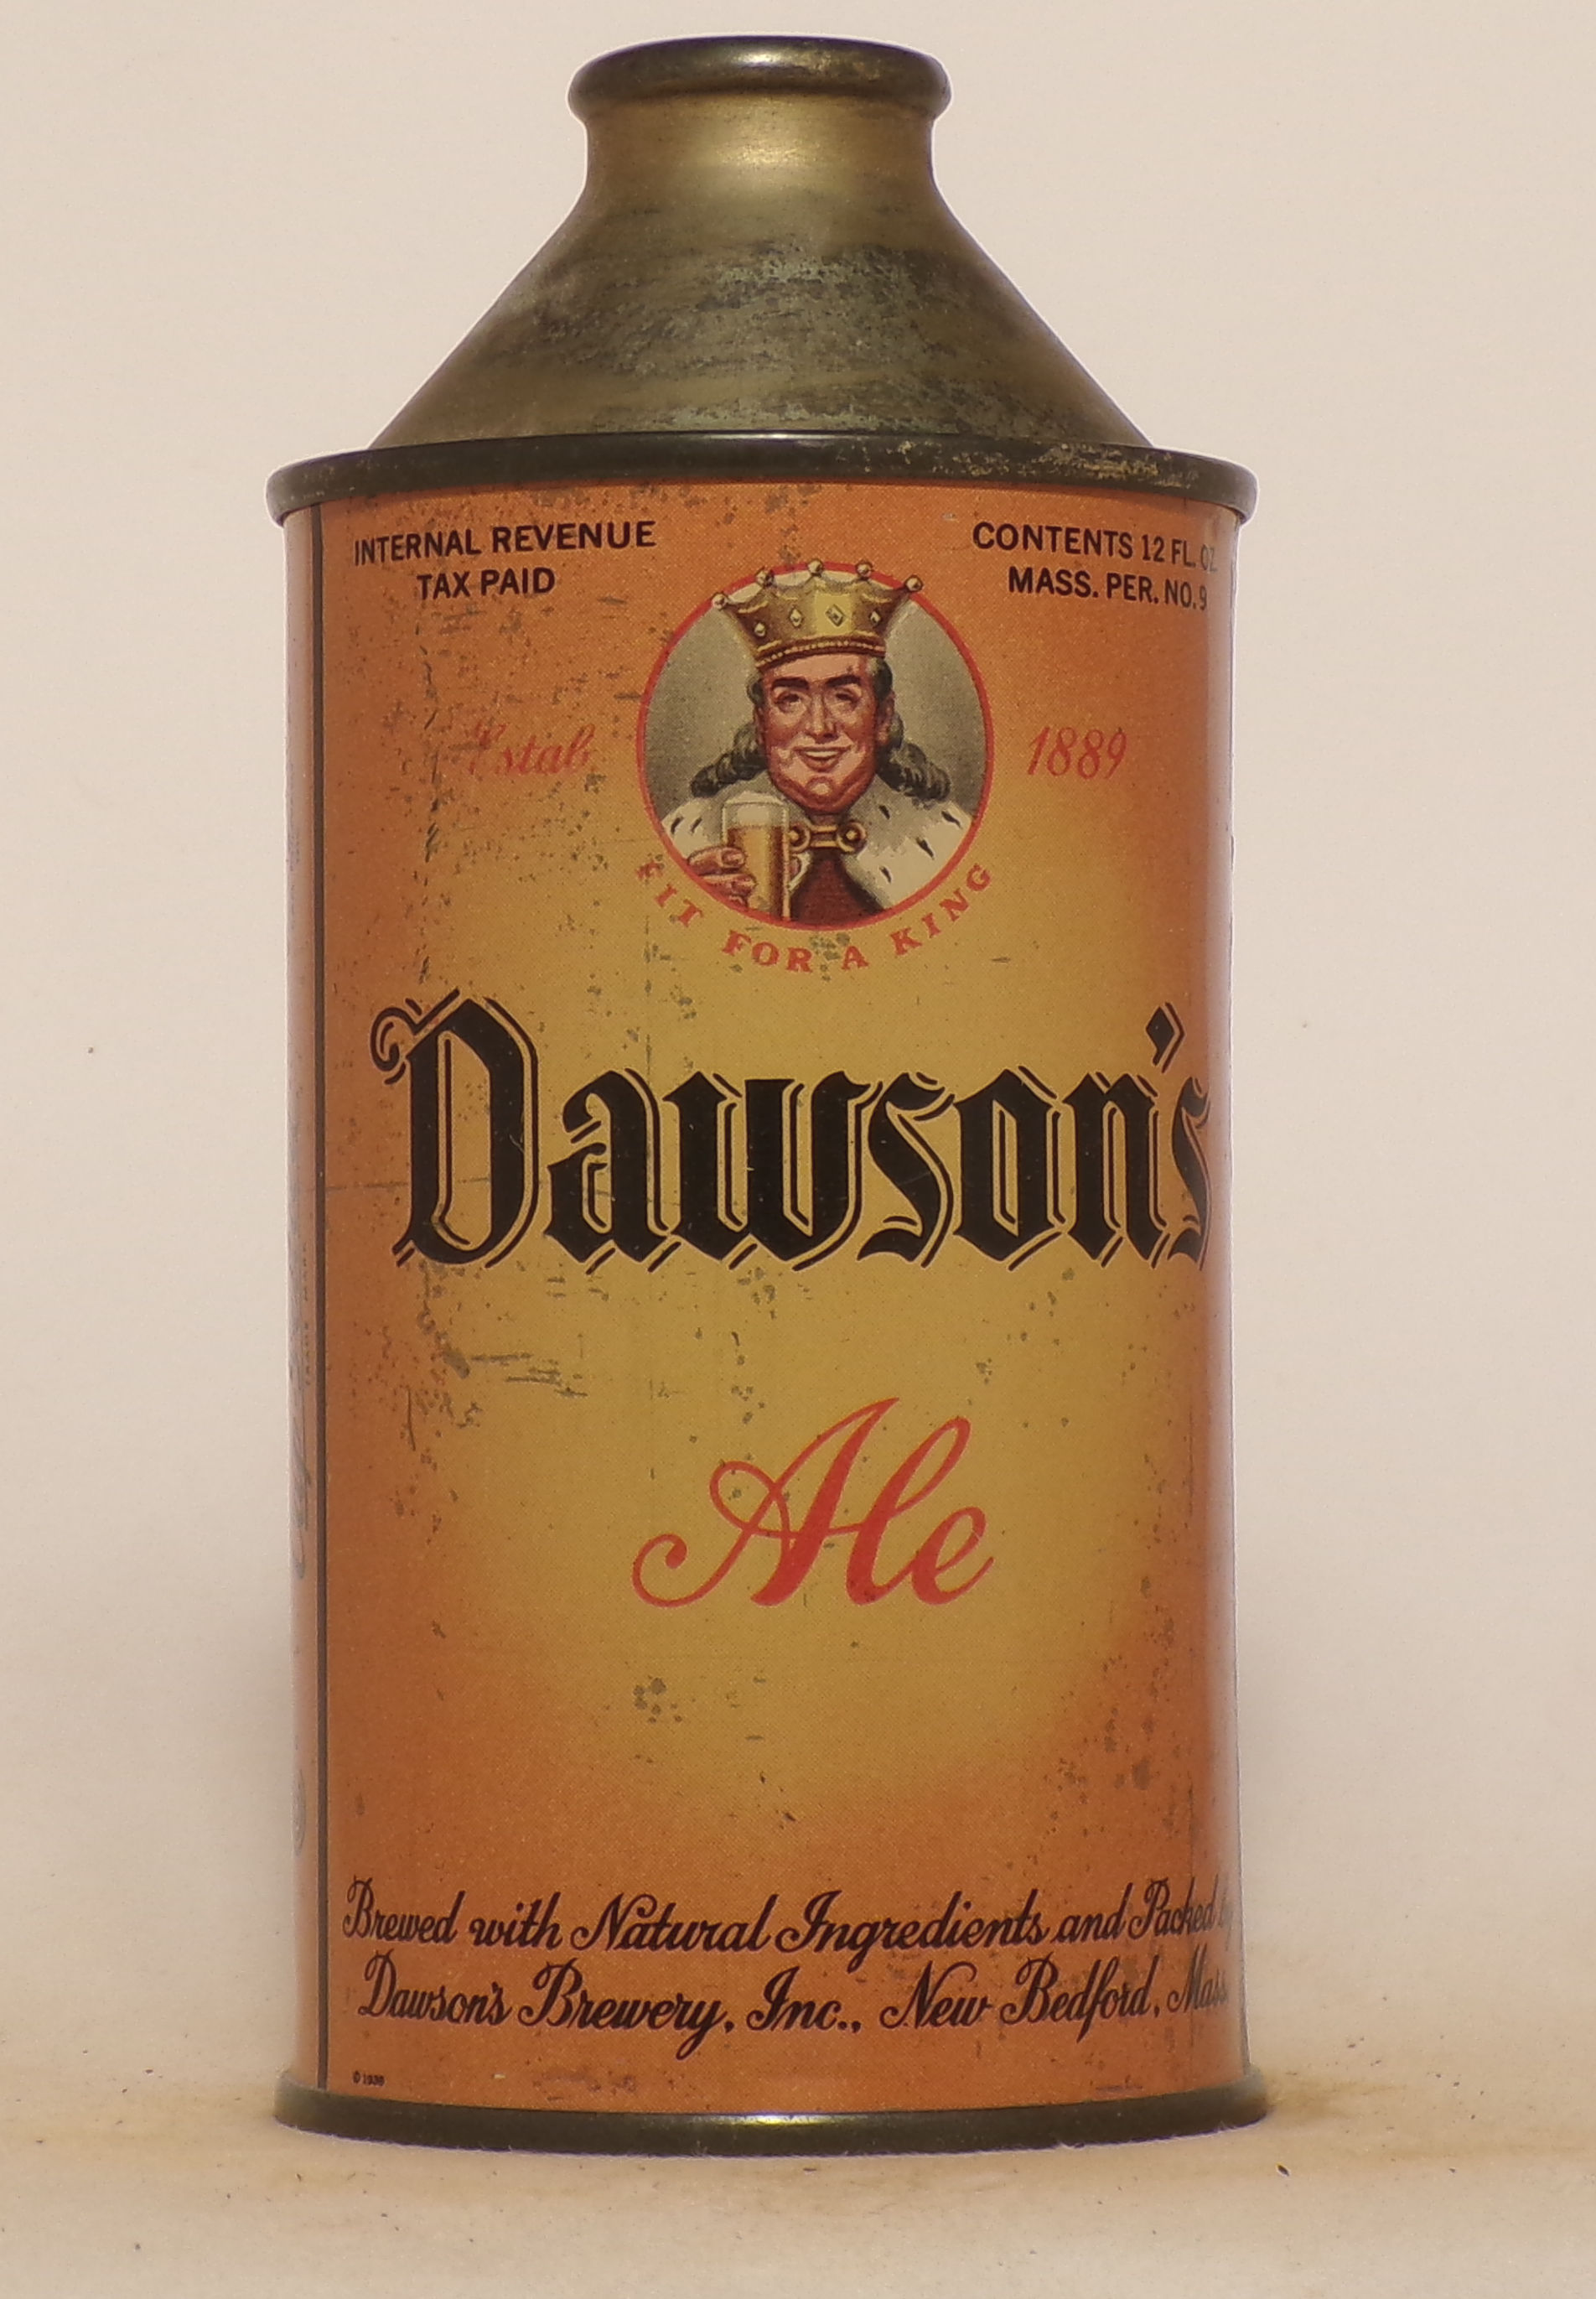 INTERNAL REVENUE
TAX PAID
CONTENTS 12 FL. OZ.
MASS. PER. NO. 9
Estab. 1889
FIT FOR A KING
Dawson's
Ale
Brewed with Natural Ingredients and Packed by
Dawson's Brewery, Inc., New Bedford, Mass.